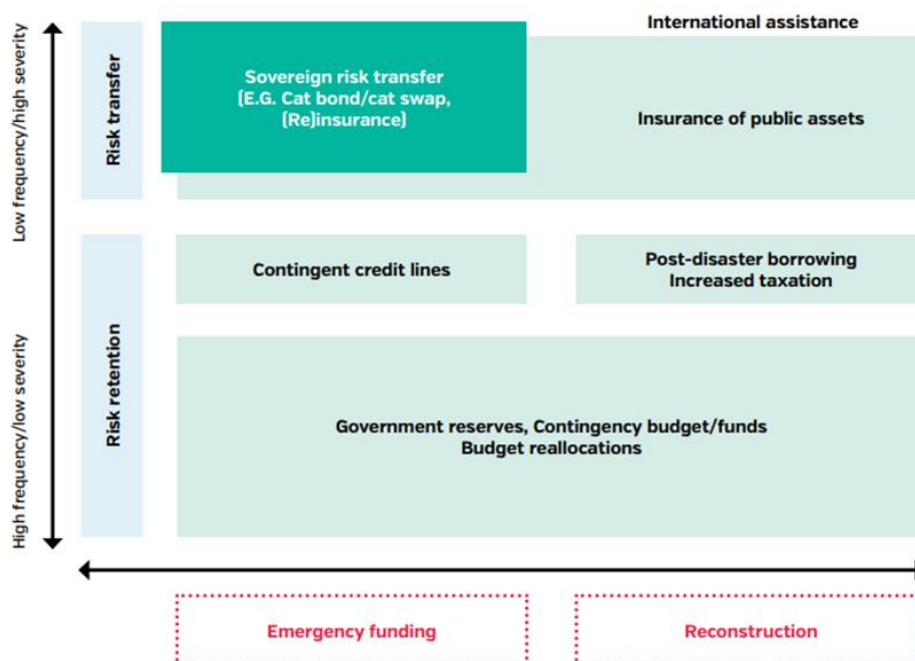 International assistance
Low frequency/high severity
Risk transfer
Sovereign risk transfer
(E.G. Cat bond/cat swap,
(Re)insurance)
Insurance of public assets
High frequency/low severity
Risk retention
Contingent credit lines
Post-disaster borrowing
Increased taxation
Government reserves, Contingency budget/funds
Budget reallocations
Emergency funding
Reconstruction